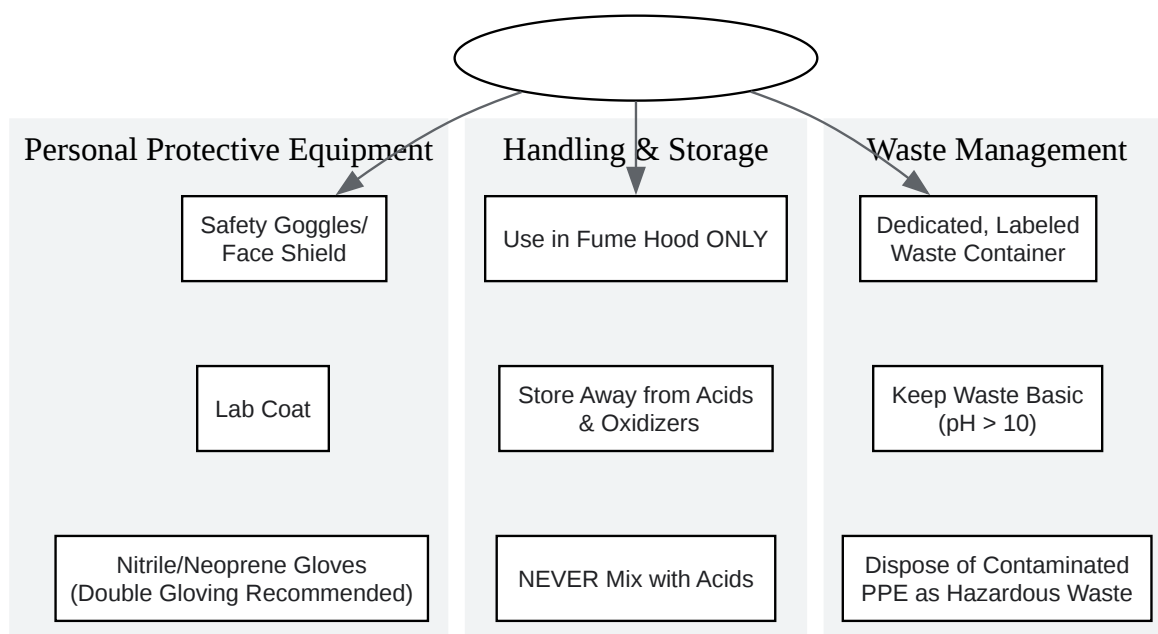 Personal Protective Equipment
Safety Goggles/
Face Shield
Lab Coat
Nitrile/Neoprene Gloves
(Double Gloving Recommended)
Handling & Storage
Use in Fume Hood ONLY
Store Away from Acids
& Oxidizers
NEVER Mix with Acids
Waste Management
Dedicated, Labeled
Waste Container
Keep Waste Basic
(pH > 10)
Dispose of Contaminated
PPE as Hazardous Waste